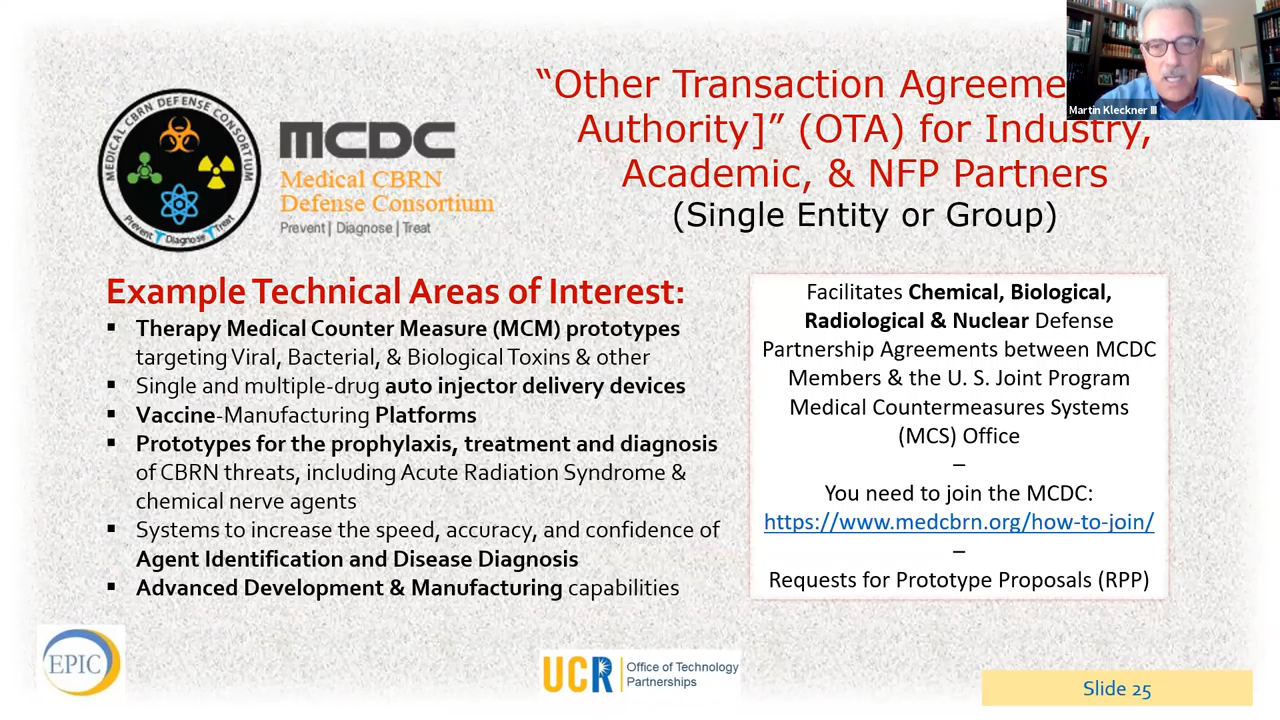 Martin Kleckner III
"Other Transaction Agreeme
Authority]" (OTA) for Industry,
Academic, & NFP Partners
(Single Entity or Group)
MEDICAL CBRN DEFENSE CONSORTIUM
Prevent Diagnose Treat
MCDC
Medical CBRN
Defense Consortium
Prevent | Diagnose | Treat
Example Technical Areas of Interest:
▪ Therapy Medical Counter Measure (MCM) prototypes
targeting Viral, Bacterial, & Biological Toxins & other
▪ Single and multiple-drug auto injector delivery devices
▪ Vaccine-Manufacturing Platforms
▪ Prototypes for the prophylaxis, treatment and diagnosis
of CBRN threats, including Acute Radiation Syndrome &
chemical nerve agents
▪ Systems to increase the speed, accuracy, and confidence of
Agent Identification and Disease Diagnosis
▪ Advanced Development & Manufacturing capabilities
Facilitates Chemical, Biological,
Radiological & Nuclear Defense
Partnership Agreements between MCDC
Members & the U. S. Joint Program
Medical Countermeasures Systems
(MCS) Office
–
You need to join the MCDC:
https://www.medcbrn.org/how-to-join/
–
Requests for Prototype Proposals (RPP)
EPIC
UCR
Office of Technology
Partnerships
Slide 25